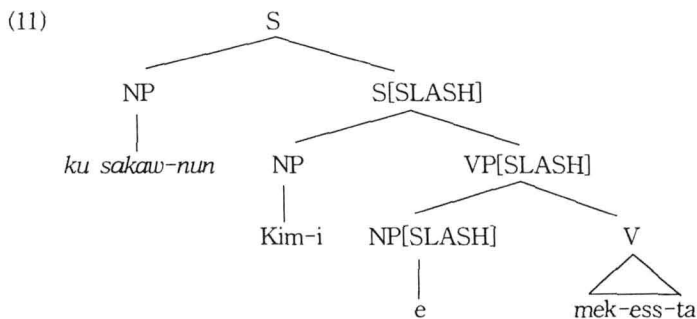 (11) S
NP S[SLASH]
ku sakaw-nun NP VP[SLASH]
Kim-i NP[SLASH] V
e mek-ess-ta